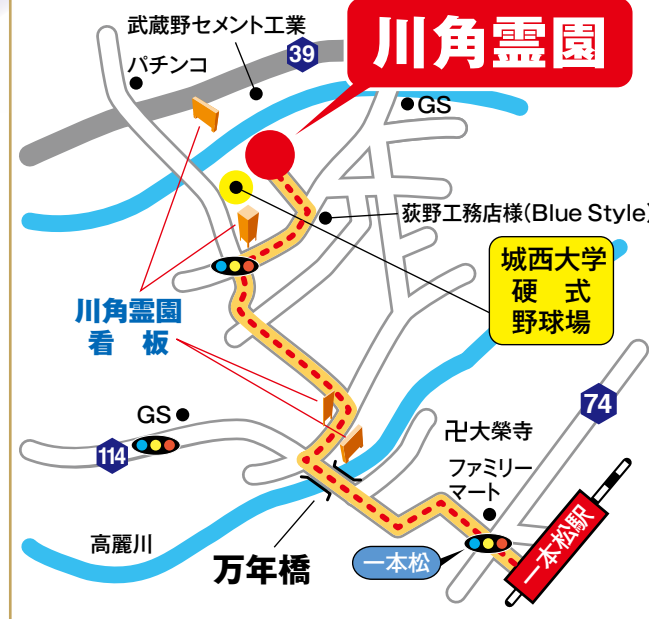 武蔵野セメント工業
39
川角霊園
パチンコ
GS
荻野工務店様(Blue Style)
城西大学
硬 式
野球場
川角霊園
看 板
74
GS
卍大榮寺
114
ファミリー
マート
一本松駅
高麗川
万年橋
一本松